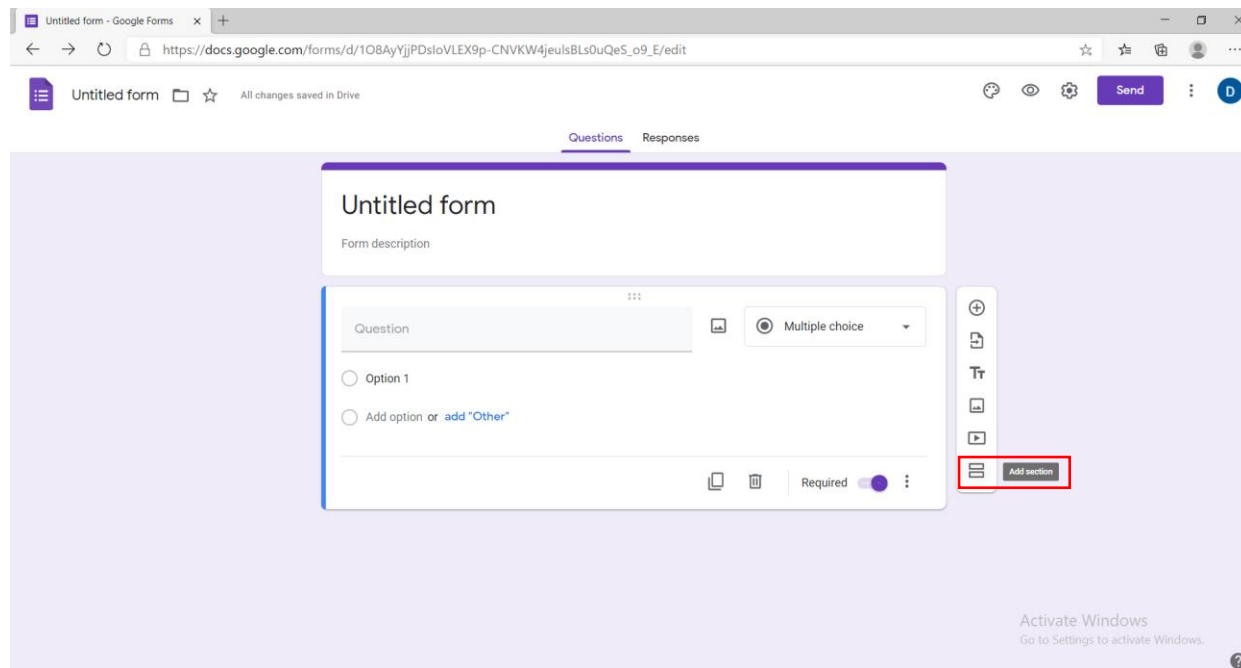 Untitled form - Google Forms
https://docs.google.com/forms/d/1O8AyYjjPDsIoVLEX9p-CNVKW4jeulsBLs0uQeS_o9_E/edit
Untitled form All changes saved in Drive Send D
Questions Responses
Untitled form
Form description
Question Multiple choice
Option 1
Tт
Add option or add "Other"
Add section
Required
Activate Windows
Go to Settings to activate Windows.